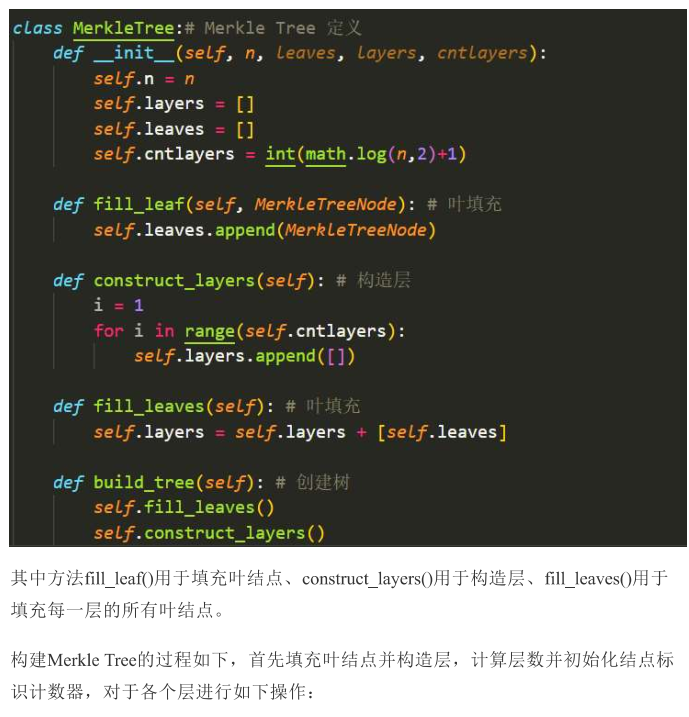 class MerkleTree:# Merkle Tree 定义
    def __init__(self, n, leaves, layers, cntlayers):
        self.n = n
        self.layers = []
        self.leaves = []
        self.cntlayers = int(math.log(n,2)+1)
    def fill_leaf(self, MerkleTreeNode): # 叶填充
        self.leaves.append(MerkleTreeNode)
    def construct_layers(self): # 构造层
        i = 1
        for i in range(self.cntlayers):
            self.layers.append([])
    def fill_leaves(self): # 叶填充
        self.layers = self.layers + [self.leaves]
    def build_tree(self): # 创建树
        self.fill_leaves()
        self.construct_layers()
其中方法fill_leaf()用于填充叶结点、construct_layers()用于构造层、fill_leaves()用于
填充每一层的所有叶结点。
构建Merkle Tree的过程如下，首先填充叶结点并构造层，计算层数并初始化结点标
识计数器，对于各个层进行如下操作：